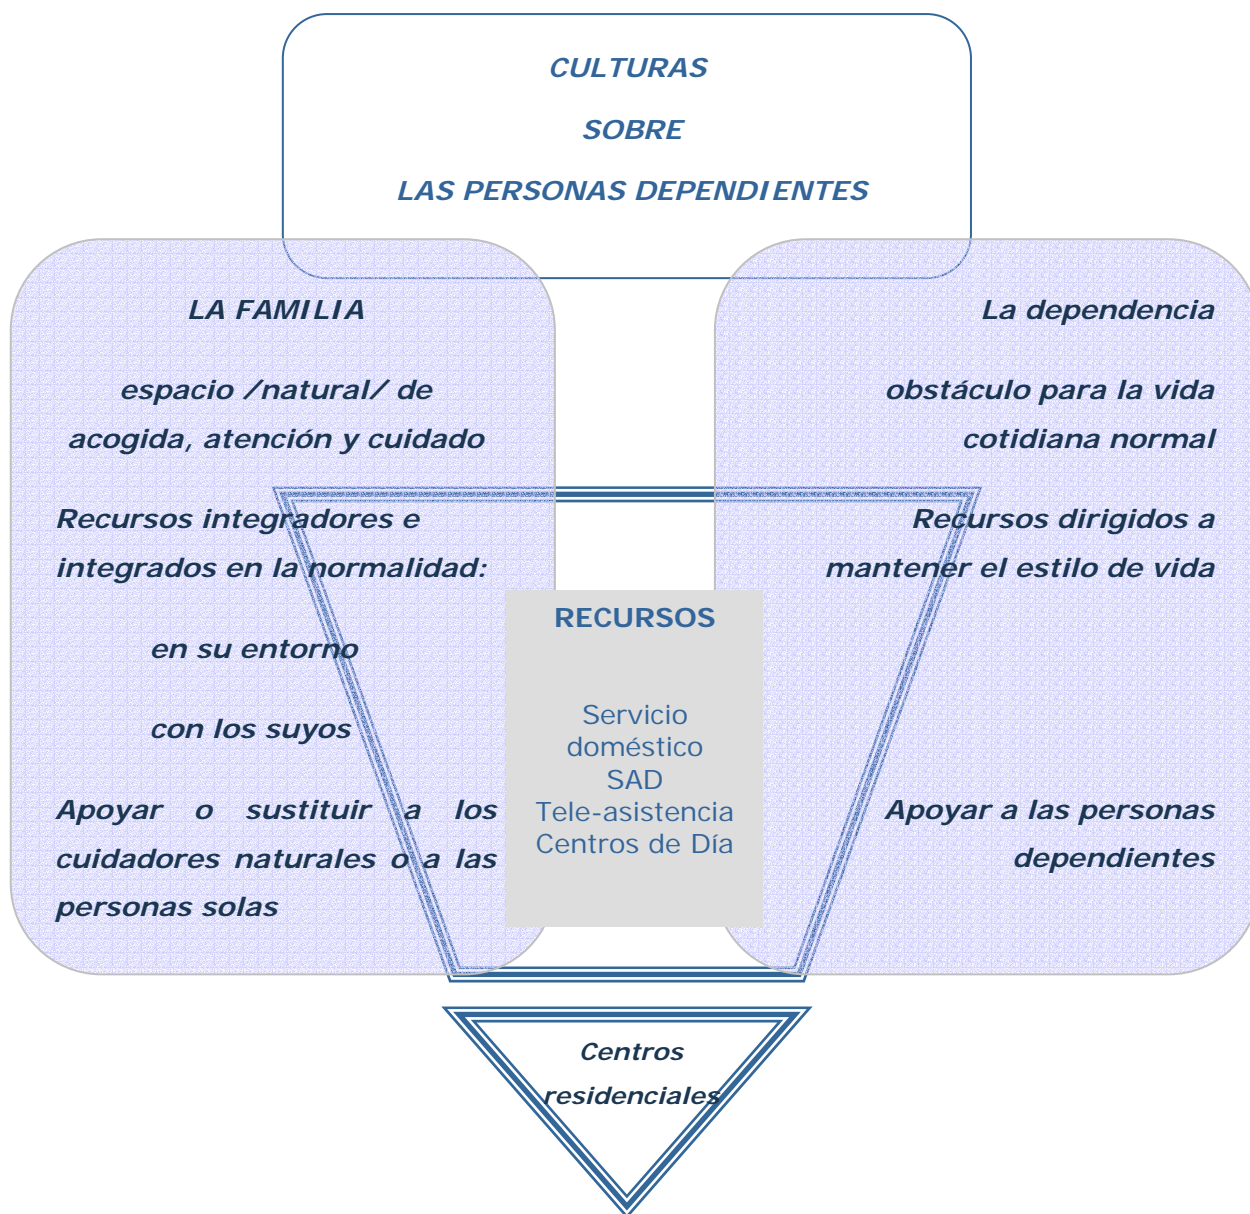 CULTURAS
SOBRE
LAS PERSONAS DEPENDIENTES
LA FAMILIA
espacio /natural/ de
acogida, atención y cuidado
Recursos integradores e
integrados en la normalidad:
en su entorno
con los suyos
Apoyar o sustituir a los
cuidadores naturales o a las
personas solas
RECURSOS
Servicio
doméstico
SAD
Tele-asistencia
Centros de Día
La dependencia
obstáculo para la vida
cotidiana normal
Recursos dirigidos a
mantener el estilo de vida
Apoyar a las personas
dependientes
Centros
residenciales